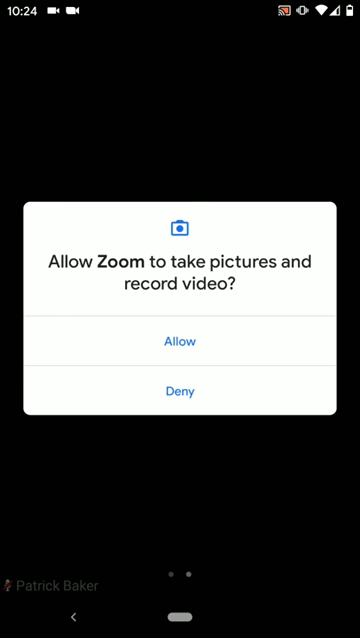 10:24
Allow Zoom to take pictures and
record video?
Allow
Deny
Patrick Baker